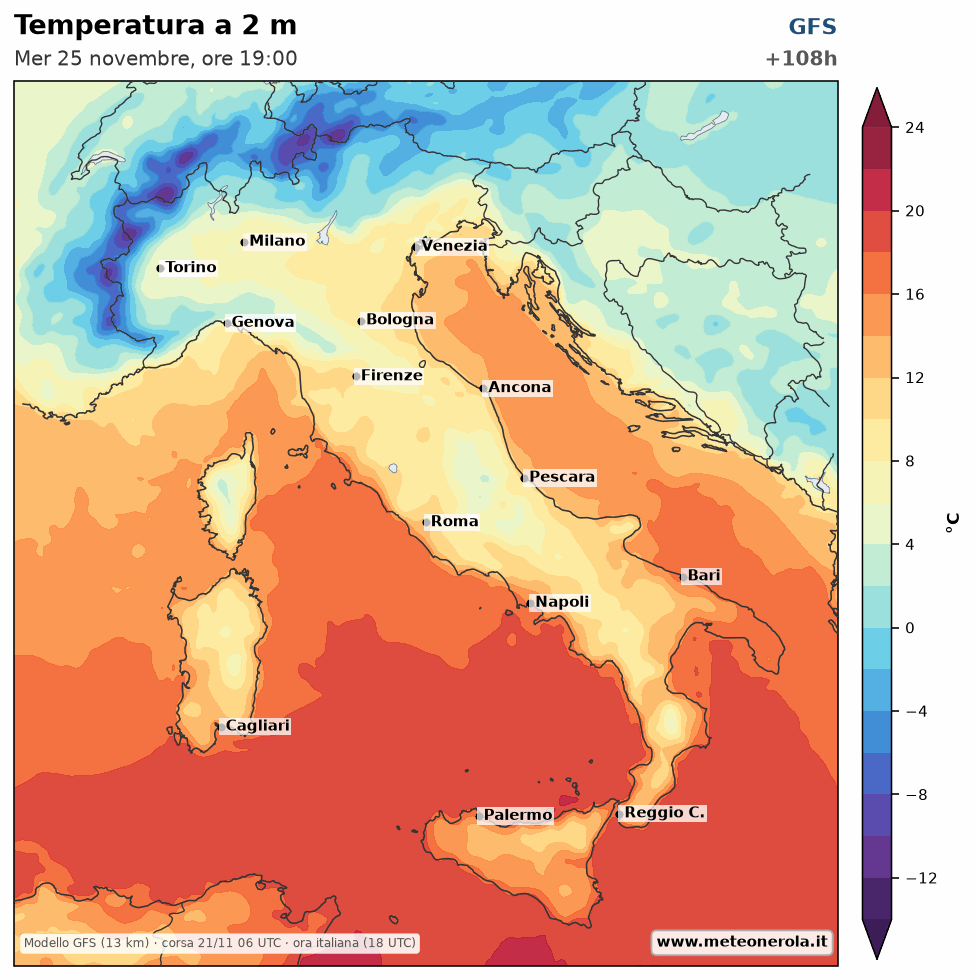 Temperatura a 2 m
GFS
Mer 25 novembre, ore 19:00
+108h
24
20
16
12
8
4
0
−4
−8
−12
°C
Milano
Venezia
Torino
Genova
Bologna
Firenze
Ancona
Pescara
Roma
Bari
Napoli
Cagliari
Palermo
Reggio C.
Modello GFS (13 km) · corsa 21/11 06 UTC · ora italiana (18 UTC)
www.meteonerola.it